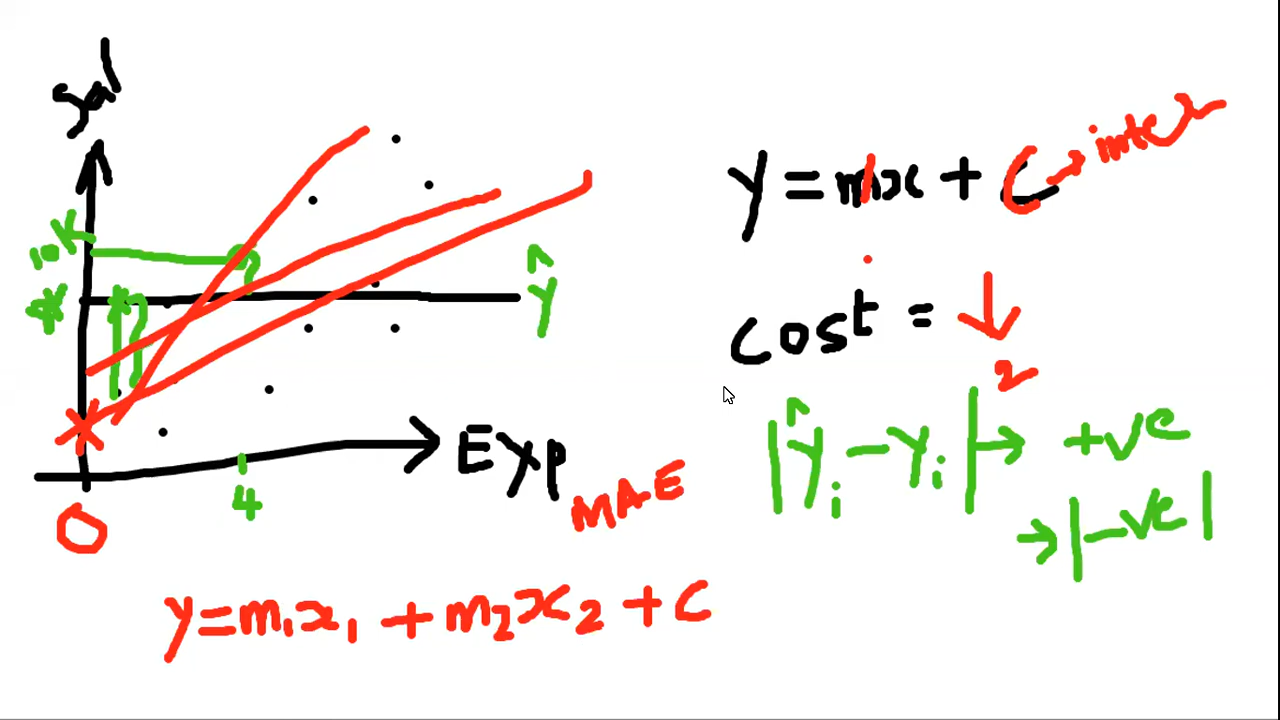 sal
10K
Ŷ
Exp
4
0
MAE
y=m₁x₁ + m₂x₂ + c
y = mx + C → inter
cost = ↓
|Ŷᵢ - Yᵢ|² → +ve
→ |-ve|